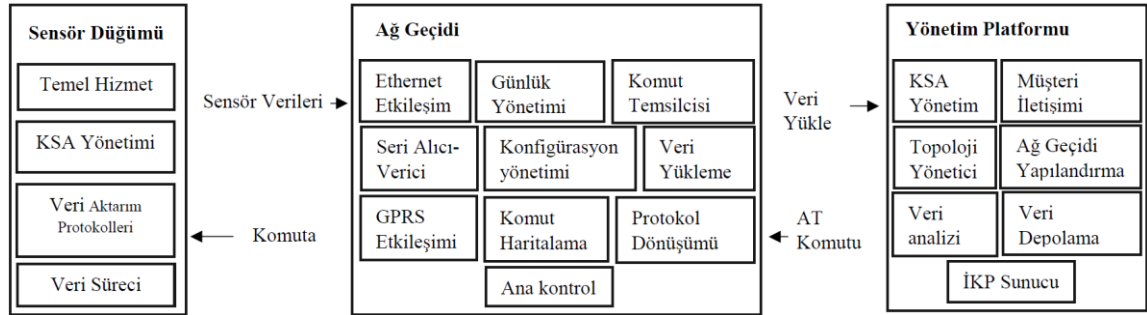 Sensör Düğümü
Temel Hizmet
KSA Yönetimi
Veri Aktarım
Protokolleri
Veri Süreci
Sensör Verileri
Komuta
Ağ Geçidi
Ethernet
Etkileşim
Günlük
Yönetimi
Komut
Temsilcisi
Seri Alıcı-
Verici
Konfigürasyon
yönetimi
Veri
Yükleme
GPRS
Etkileşimi
Komut
Haritalama
Protokol
Dönüşümü
Ana kontrol
Veri
Yükle
AT
Komutu
Yönetim Platformu
KSA
Yönetim
Müşteri
İletişimi
Topoloji
Yönetici
Ağ Geçidi
Yapılandırma
Veri
analizi
Veri
Depolama
İKP Sunucu